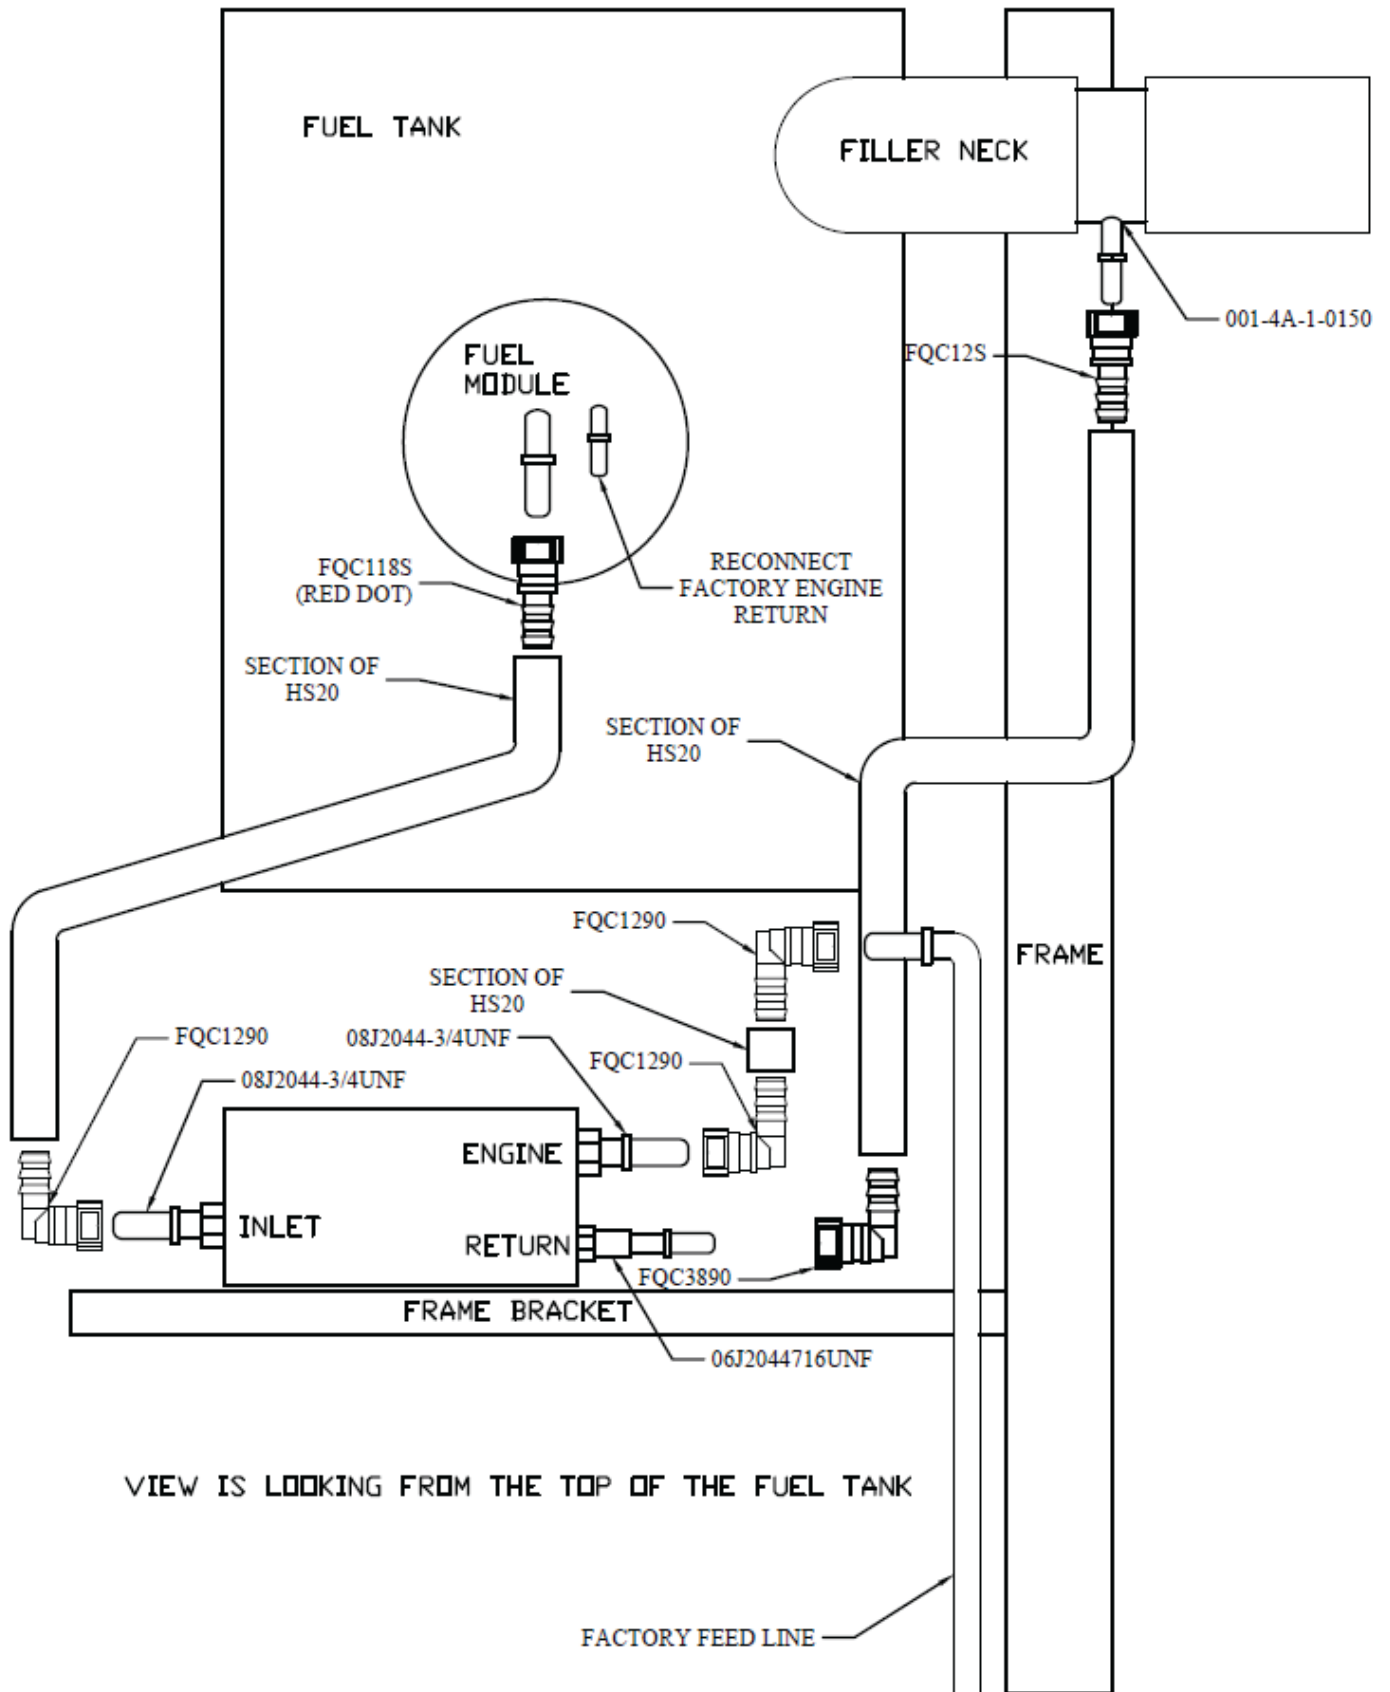 FUEL TANK
FILLER NECK
001-4A-1-0150
FQC12S
FUEL
MODULE
FQC118S
(RED DOT)
RECONNECT
FACTORY ENGINE
RETURN
SECTION OF
HS20
SECTION OF
HS20
FQC1290
FRAME
SECTION OF
HS20
FQC1290
08J2044-3/4UNF
FQC1290
08J2044-3/4UNF
ENGINE
INLET
RETURN
FQC3890
FRAME BRACKET
06J2044716UNF
VIEW IS LOOKING FROM THE TOP OF THE FUEL TANK
FACTORY FEED LINE